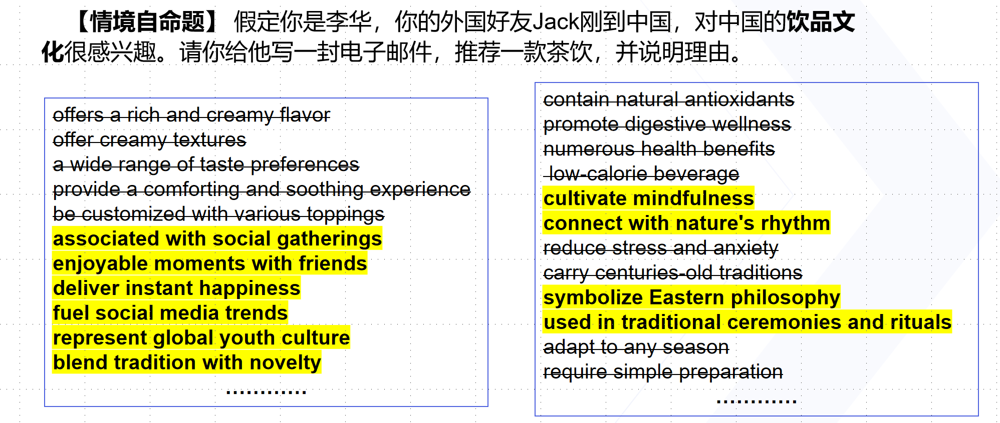 【情境自命题】 假定你是李华，你的外国好友Jack刚到中国，对中国的饮品文
化很感兴趣。请你给他写一封电子邮件，推荐一款茶饮，并说明理由。
offers a rich and creamy flavor
offer creamy textures
a wide range of taste preferences
provide a comforting and soothing experience
be customized with various toppings
associated with social gatherings
enjoyable moments with friends
deliver instant happiness
fuel social media trends
represent global youth culture
blend tradition with novelty
…………
contain natural antioxidants
promote digestive wellness
numerous health benefits
low-calorie beverage
cultivate mindfulness
connect with nature's rhythm
reduce stress and anxiety
carry centuries-old traditions
symbolize Eastern philosophy
used in traditional ceremonies and rituals
adapt to any season
require simple preparation
…………